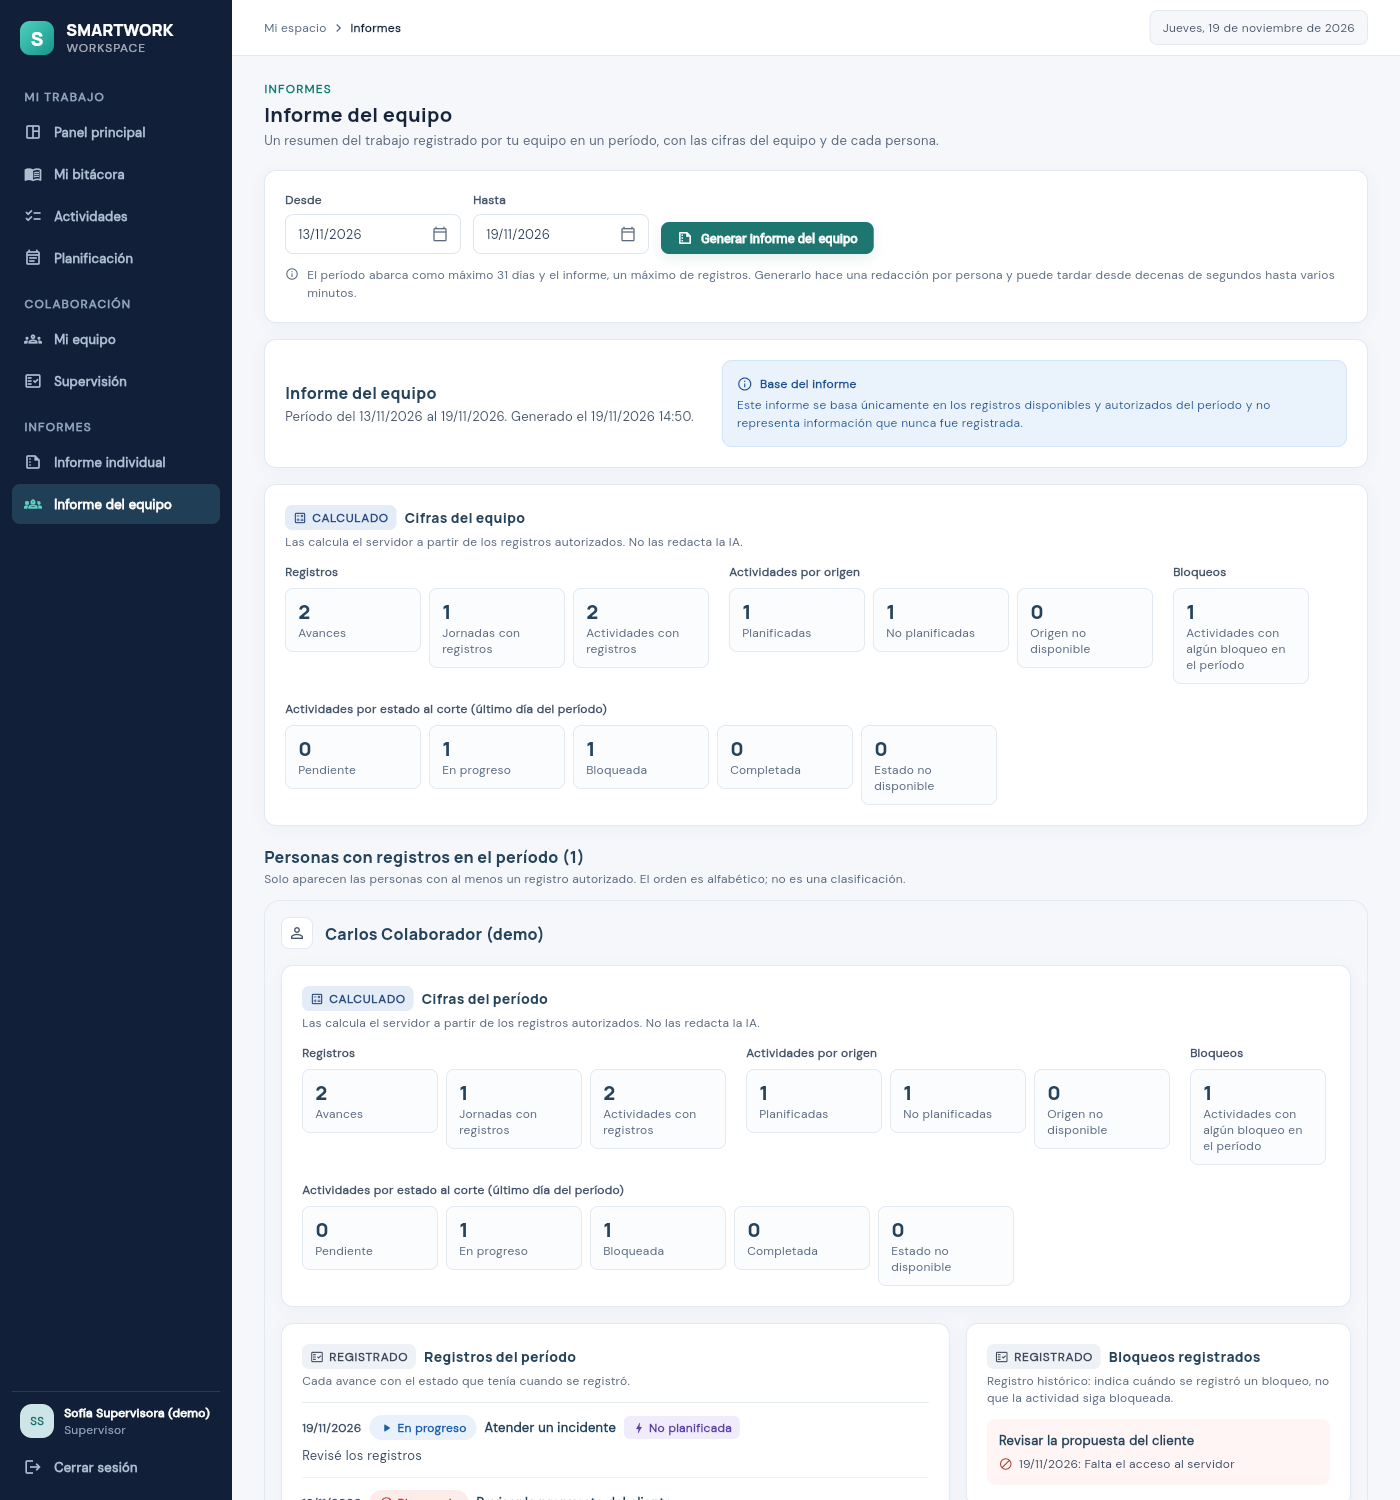 S
SMARTWORK
WORKSPACE
MI TRABAJO
Panel principal
Mi bitácora
Actividades
Planificación
COLABORACIÓN
Mi equipo
Supervisión
INFORMES
Informe individual
Informe del equipo
SS
Sofía Supervisora (demo)
Supervisor
Cerrar sesión
Mi espacio > Informes
Jueves, 19 de noviembre de 2026
INFORMES
Informe del equipo
Un resumen del trabajo registrado por tu equipo en un período, con las cifras del equipo y de cada persona.
Desde
Hasta
13/11/2026
19/11/2026
Generar informe del equipo
El período abarca como máximo 31 días y el informe, un máximo de registros. Generarlo hace una redacción por persona y puede tardar desde decenas de segundos hasta varios
minutos.
Informe del equipo
Período del 13/11/2026 al 19/11/2026. Generado el 19/11/2026 14:50.
Base del informe
Este informe se basa únicamente en los registros disponibles y autorizados del período y no
representa información que nunca fue registrada.
CALCULADO Cifras del equipo
Las calcula el servidor a partir de los registros autorizados. No las redacta la IA.
Registros
2
Avances
1
Jornadas con
registros
2
Actividades con
registros
Actividades por origen
1
Planificadas
1
No planificadas
0
Origen no
disponible
Bloqueos
1
Actividades con
algún bloqueo en
el período
Actividades por estado al corte (último día del período)
0
Pendiente
1
En progreso
1
Bloqueada
0
Completada
0
Estado no
disponible
Personas con registros en el período (1)
Solo aparecen las personas con al menos un registro autorizado. El orden es alfabético; no es una clasificación.
Carlos Colaborador (demo)
CALCULADO Cifras del período
Las calcula el servidor a partir de los registros autorizados. No las redacta la IA.
Registros
2
Avances
1
Jornadas con
registros
2
Actividades con
registros
Actividades por origen
1
Planificadas
1
No planificadas
0
Origen no
disponible
Bloqueos
1
Actividades con
algún bloqueo en
el período
Actividades por estado al corte (último día del período)
0
Pendiente
1
En progreso
1
Bloqueada
0
Completada
0
Estado no
disponible
REGISTRADO Registros del período
Cada avance con el estado que tenía cuando se registró.
19/11/2026 En progreso Atender un incidente No planificada
Revisé los registros
REGISTRADO Bloqueos registrados
Registro histórico: indica cuándo se registró un bloqueo, no
que la actividad siga bloqueada.
Revisar la propuesta del cliente
19/11/2026: Falta el acceso al servidor